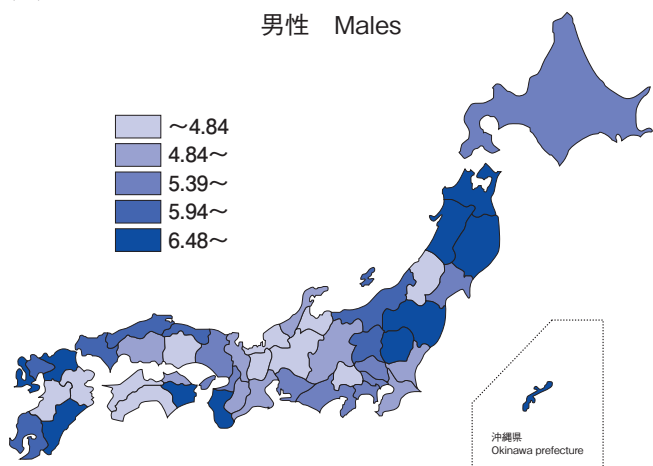 男性 Males
～4.84
4.84～
5.39～
5.94～
6.48～
沖縄県
Okinawa prefecture